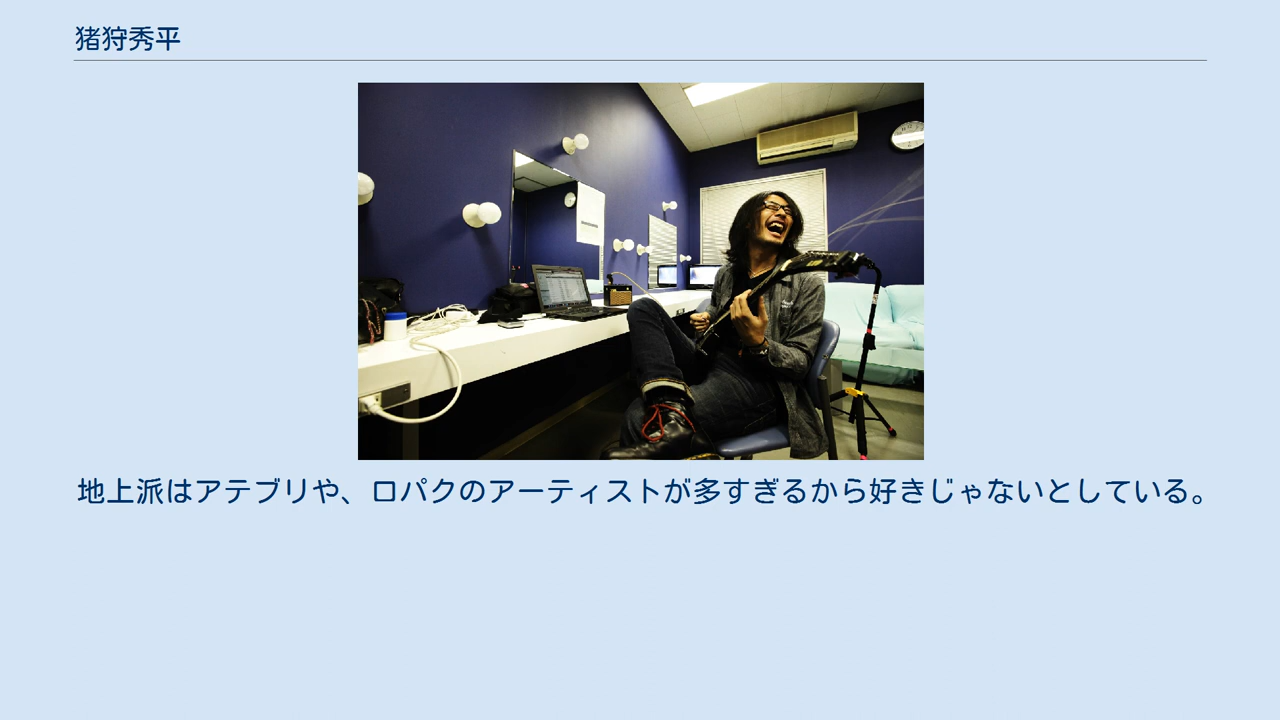 猪狩秀平
地上派はアテブリや、口パクのアーティストが多すぎるから好きじゃないとしている。